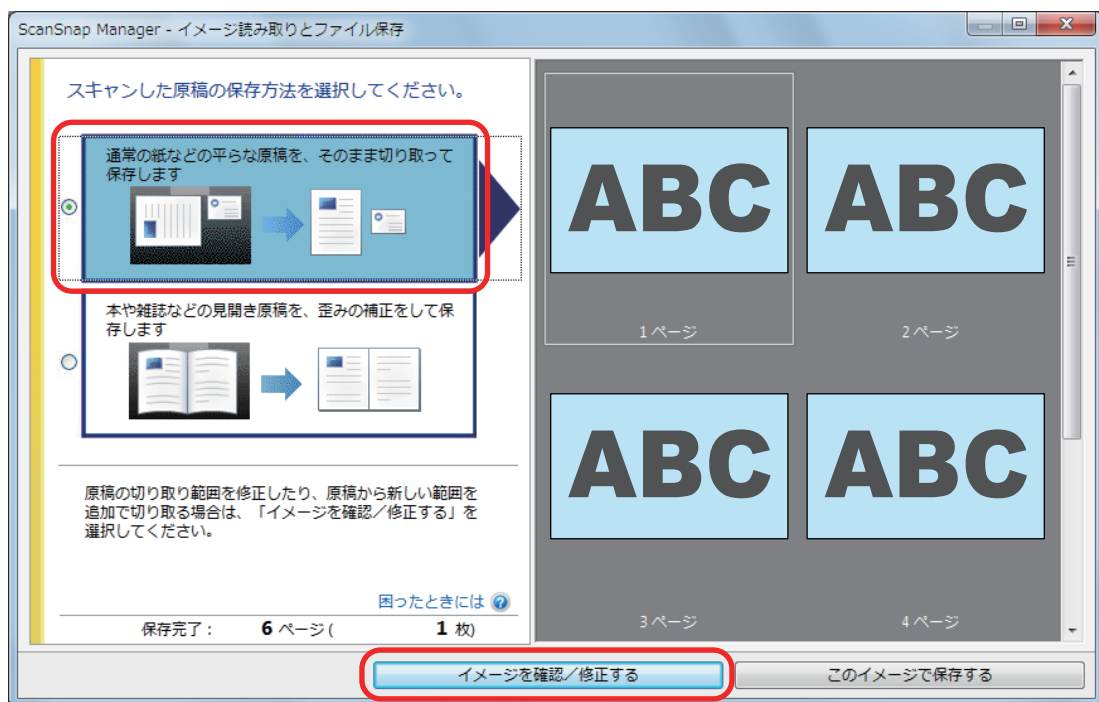 ScanSnap Manager - イメージ読み取りとファイル保存
スキャンした原稿の保存方法を選択してください。
通常の紙などの平らな原稿を、そのまま切り取って
保存します
本や雑誌などの見開き原稿を、歪みの補正をして保
存します
原稿の切り取り範囲を修正したり、原稿から新しい範囲を
追加で切り取る場合は、「イメージを確認／修正する」を
選択してください。
困ったときには ?
保存完了： 6 ページ ( 1 枚)
ABC ABC
1 ページ 2 ページ
ABC ABC
3 ページ 4 ページ
イメージを確認／修正する このイメージで保存する